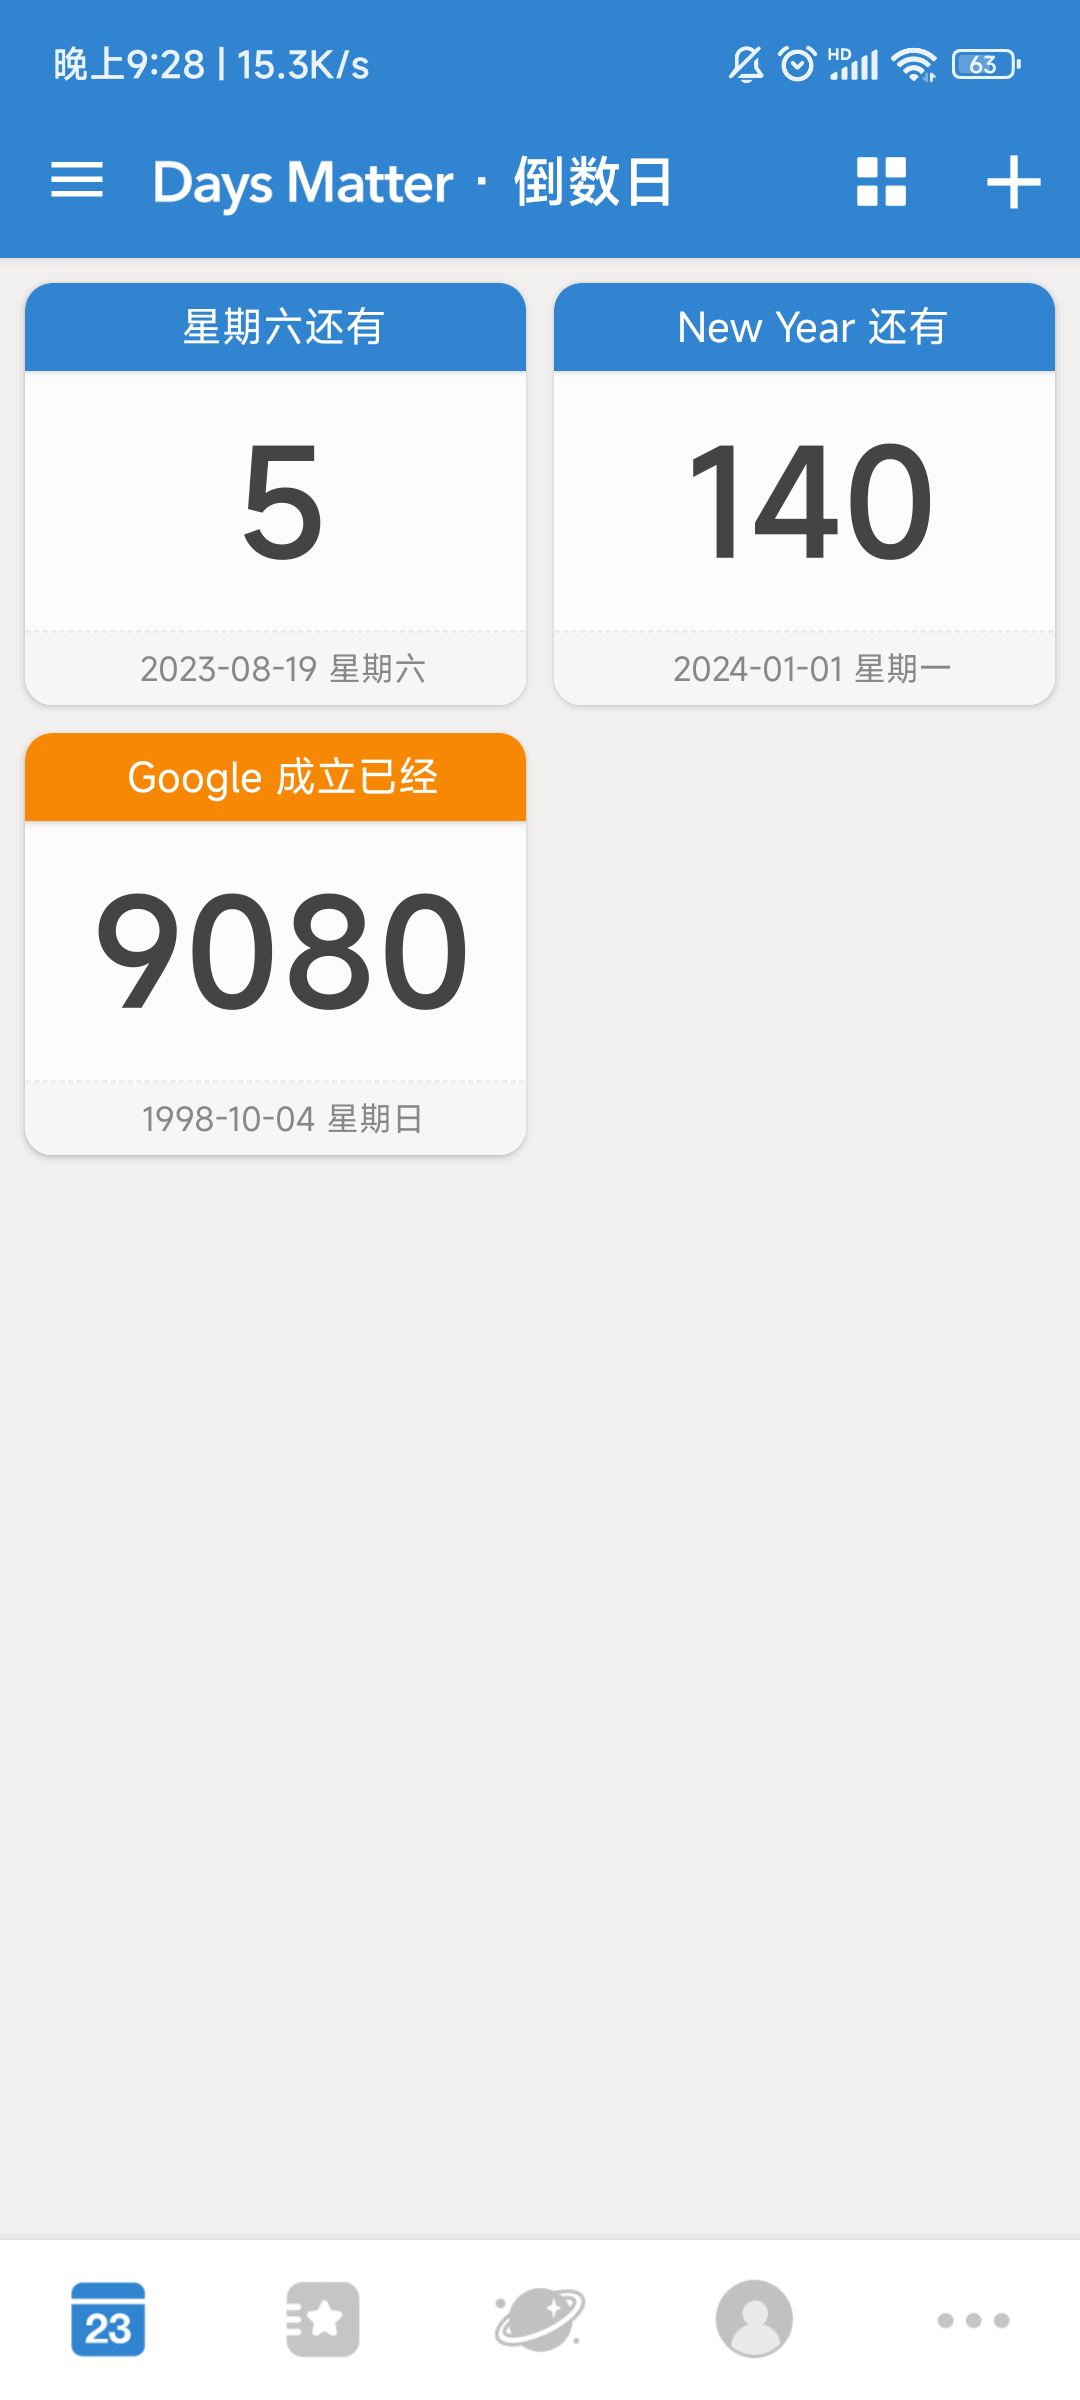 晚上9:28 | 15.3K/s
HD
63
Days Matter · 倒数日
星期六还有
5
2023-08-19 星期六
New Year 还有
140
2024-01-01 星期一
Google 成立已经
9080
1998-10-04 星期日
23